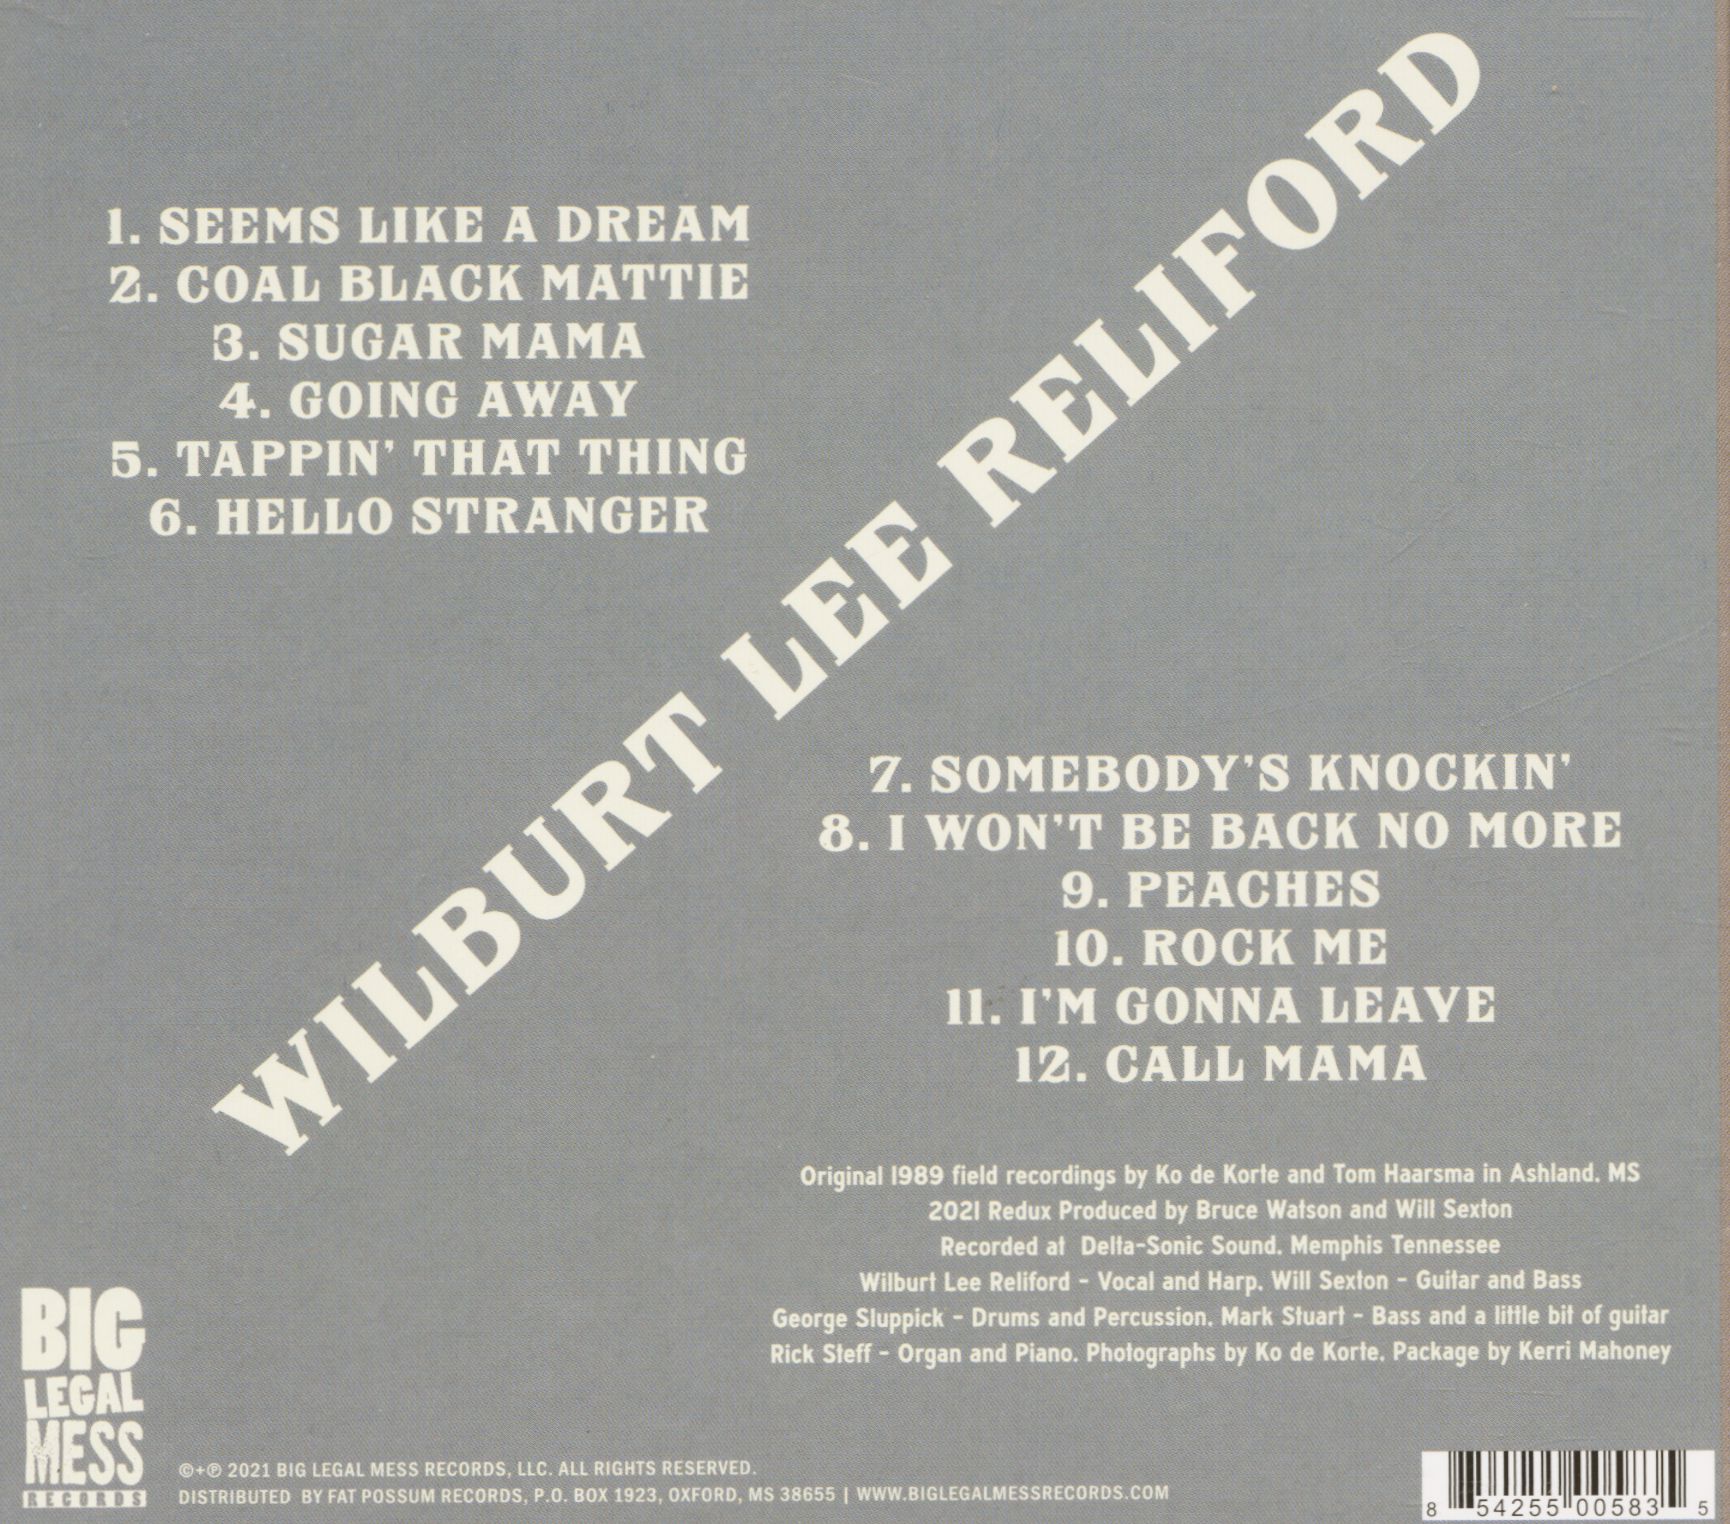 1. SEEMS LIKE A DREAM
2. COAL BLACK MATTIE
3. SUGAR MAMA
4. GOING AWAY
5. TAPPIN' THAT THING
6. HELLO STRANGER
WILBURT LEE RELIFORD
7. SOMEBODY'S KNOCKIN'
8. I WON'T BE BACK NO MORE
9. PEACHES
10. ROCK ME
11. I'M GONNA LEAVE
12. CALL MAMA
Original 1989 field recordings by Ko de Korte and Tom Haarsma in Ashland, MS
2021 Redux Produced by Bruce Watson and Will Sexton
Recorded at Delta-Sonic Sound, Memphis Tennessee
Wilburt Lee Reliford - Vocal and Harp, Will Sexton - Guitar and Bass
George Sluppick - Drums and Percussion, Mark Stuart - Bass and a little bit of guitar
Rick Steff - Organ and Piano. Photographs by Ko de Korte. Package by Kerri Mahoney
BIG
LEGAL
MESS
RECORDS
©+℗ 2021 BIG LEGAL MESS RECORDS, LLC. ALL RIGHTS RESERVED.
DISTRIBUTED BY FAT POSSUM RECORDS, P.O. BOX 1923, OXFORD, MS 38655 | WWW.BIGLEGALMESSRECORDS.COM
8 54255 00583 5